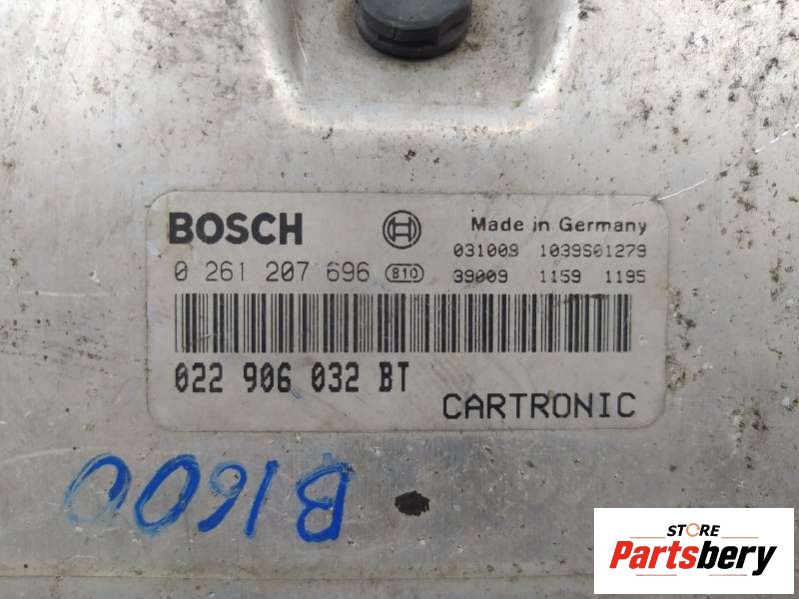 BOSCH Made in Germany
031009 1039S01279
0 261 207 696 810 39009 1159 1195
022 906 032 BT
CARTRONIC
B1600
STORE
Partsbery